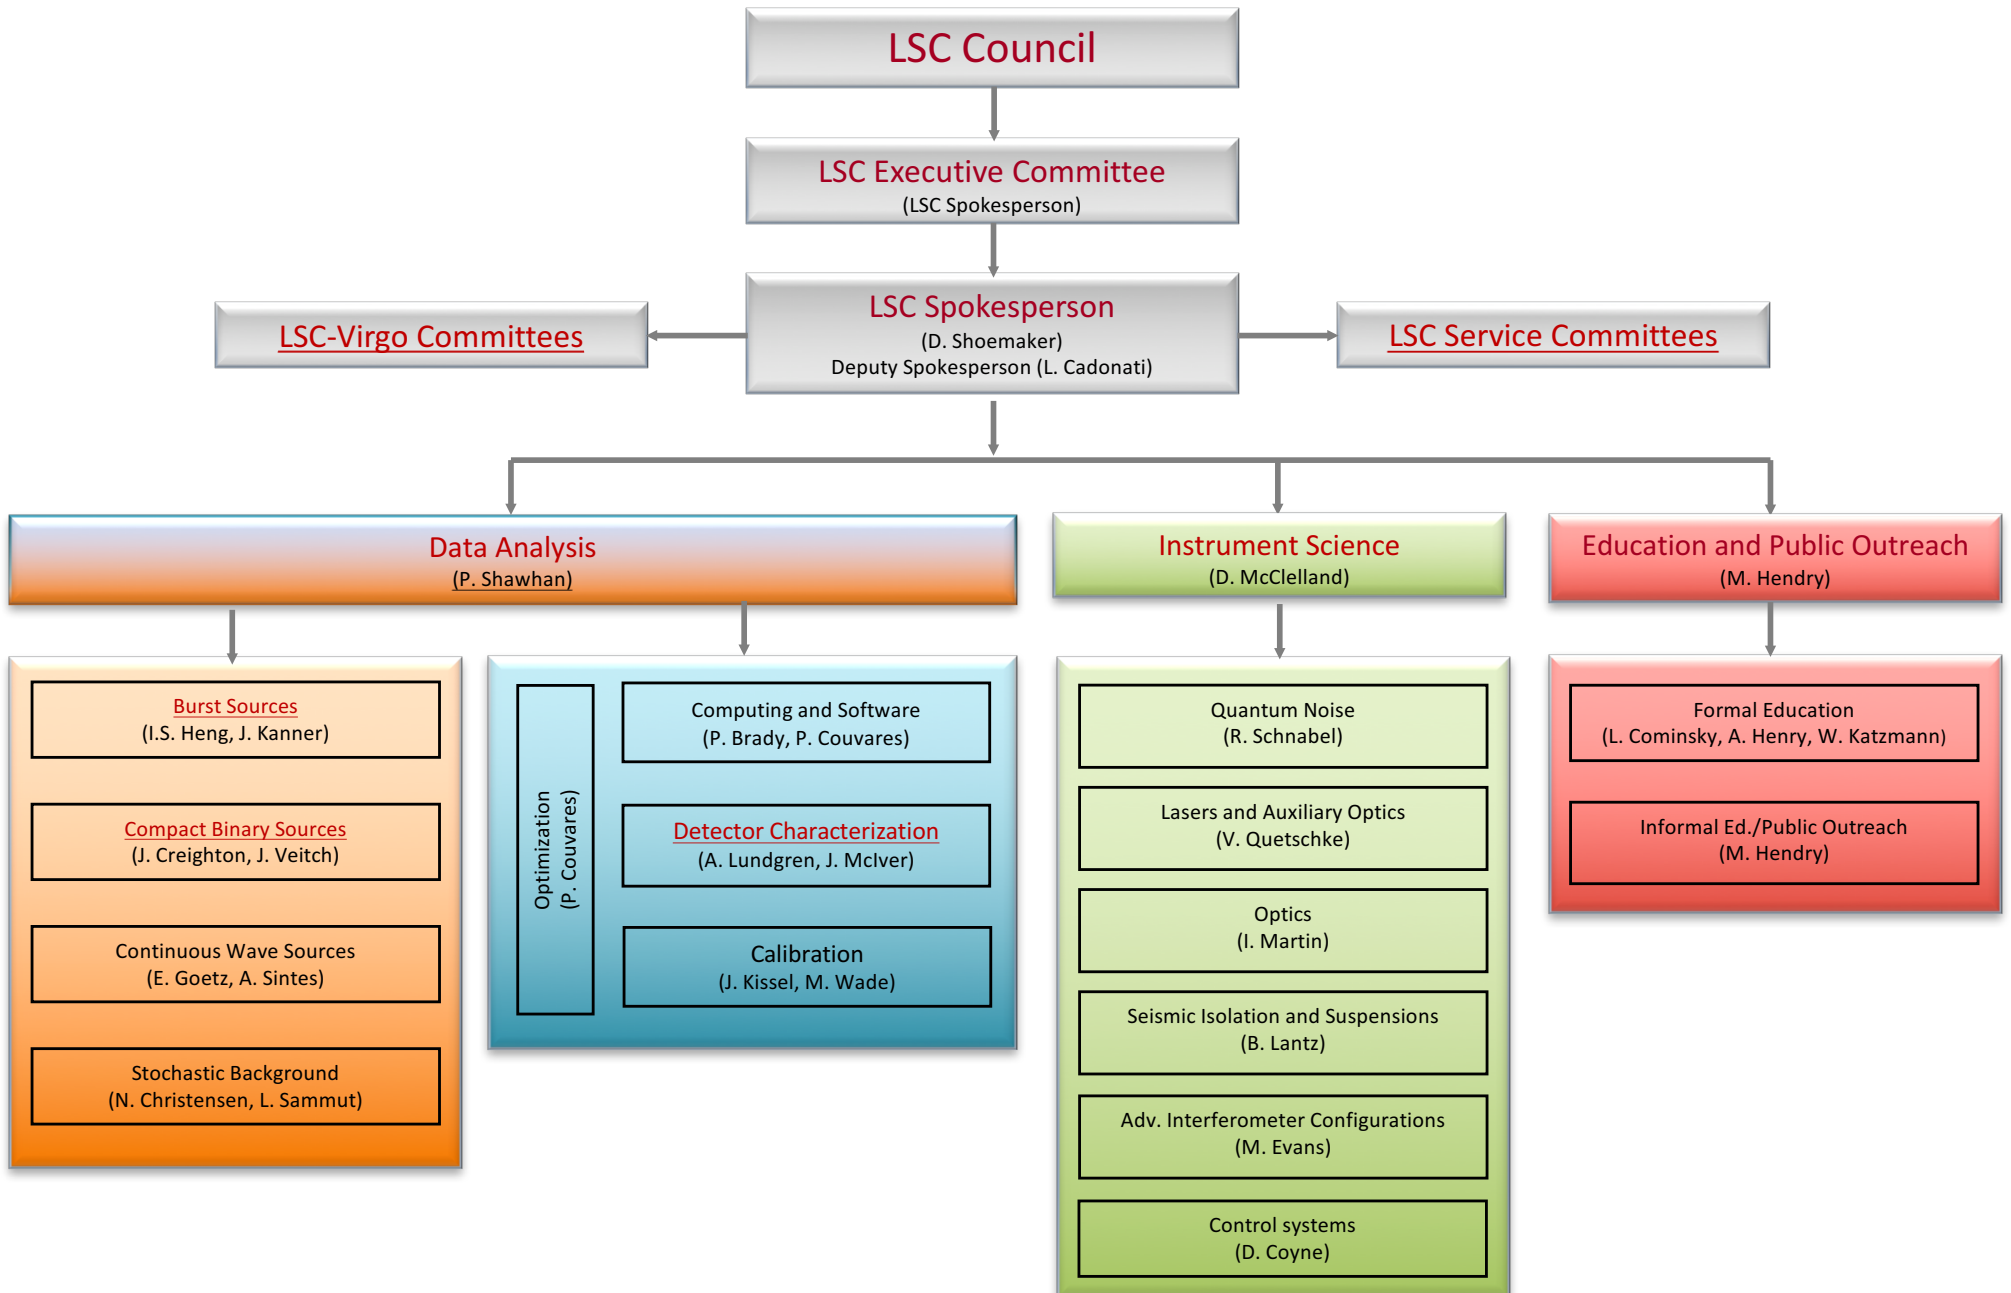 LSC Council
LSC Executive Committee
(LSC Spokesperson)
LSC Spokesperson
(D. Shoemaker)
Deputy Spokesperson (L. Cadonati)
LSC-Virgo Committees
LSC Service Committees
Data Analysis
(P. Shawhan)
Instrument Science
(D. McClelland)
Education and Public Outreach
(M. Hendry)
Burst Sources
(I.S. Heng, J. Kanner)
Compact Binary Sources
(J. Creighton, J. Veitch)
Continuous Wave Sources
(E. Goetz, A. Sintes)
Stochastic Background
(N. Christensen, L. Sammut)
Optimization
(P. Couvares)
Computing and Software
(P. Brady, P. Couvares)
Detector Characterization
(A. Lundgren, J. McIver)
Calibration
(J. Kissel, M. Wade)
Quantum Noise
(R. Schnabel)
Lasers and Auxiliary Optics
(V. Quetschke)
Optics
(I. Martin)
Seismic Isolation and Suspensions
(B. Lantz)
Adv. Interferometer Configurations
(M. Evans)
Control systems
(D. Coyne)
Formal Education
(L. Cominsky, A. Henry, W. Katzmann)
Informal Ed./Public Outreach
(M. Hendry)